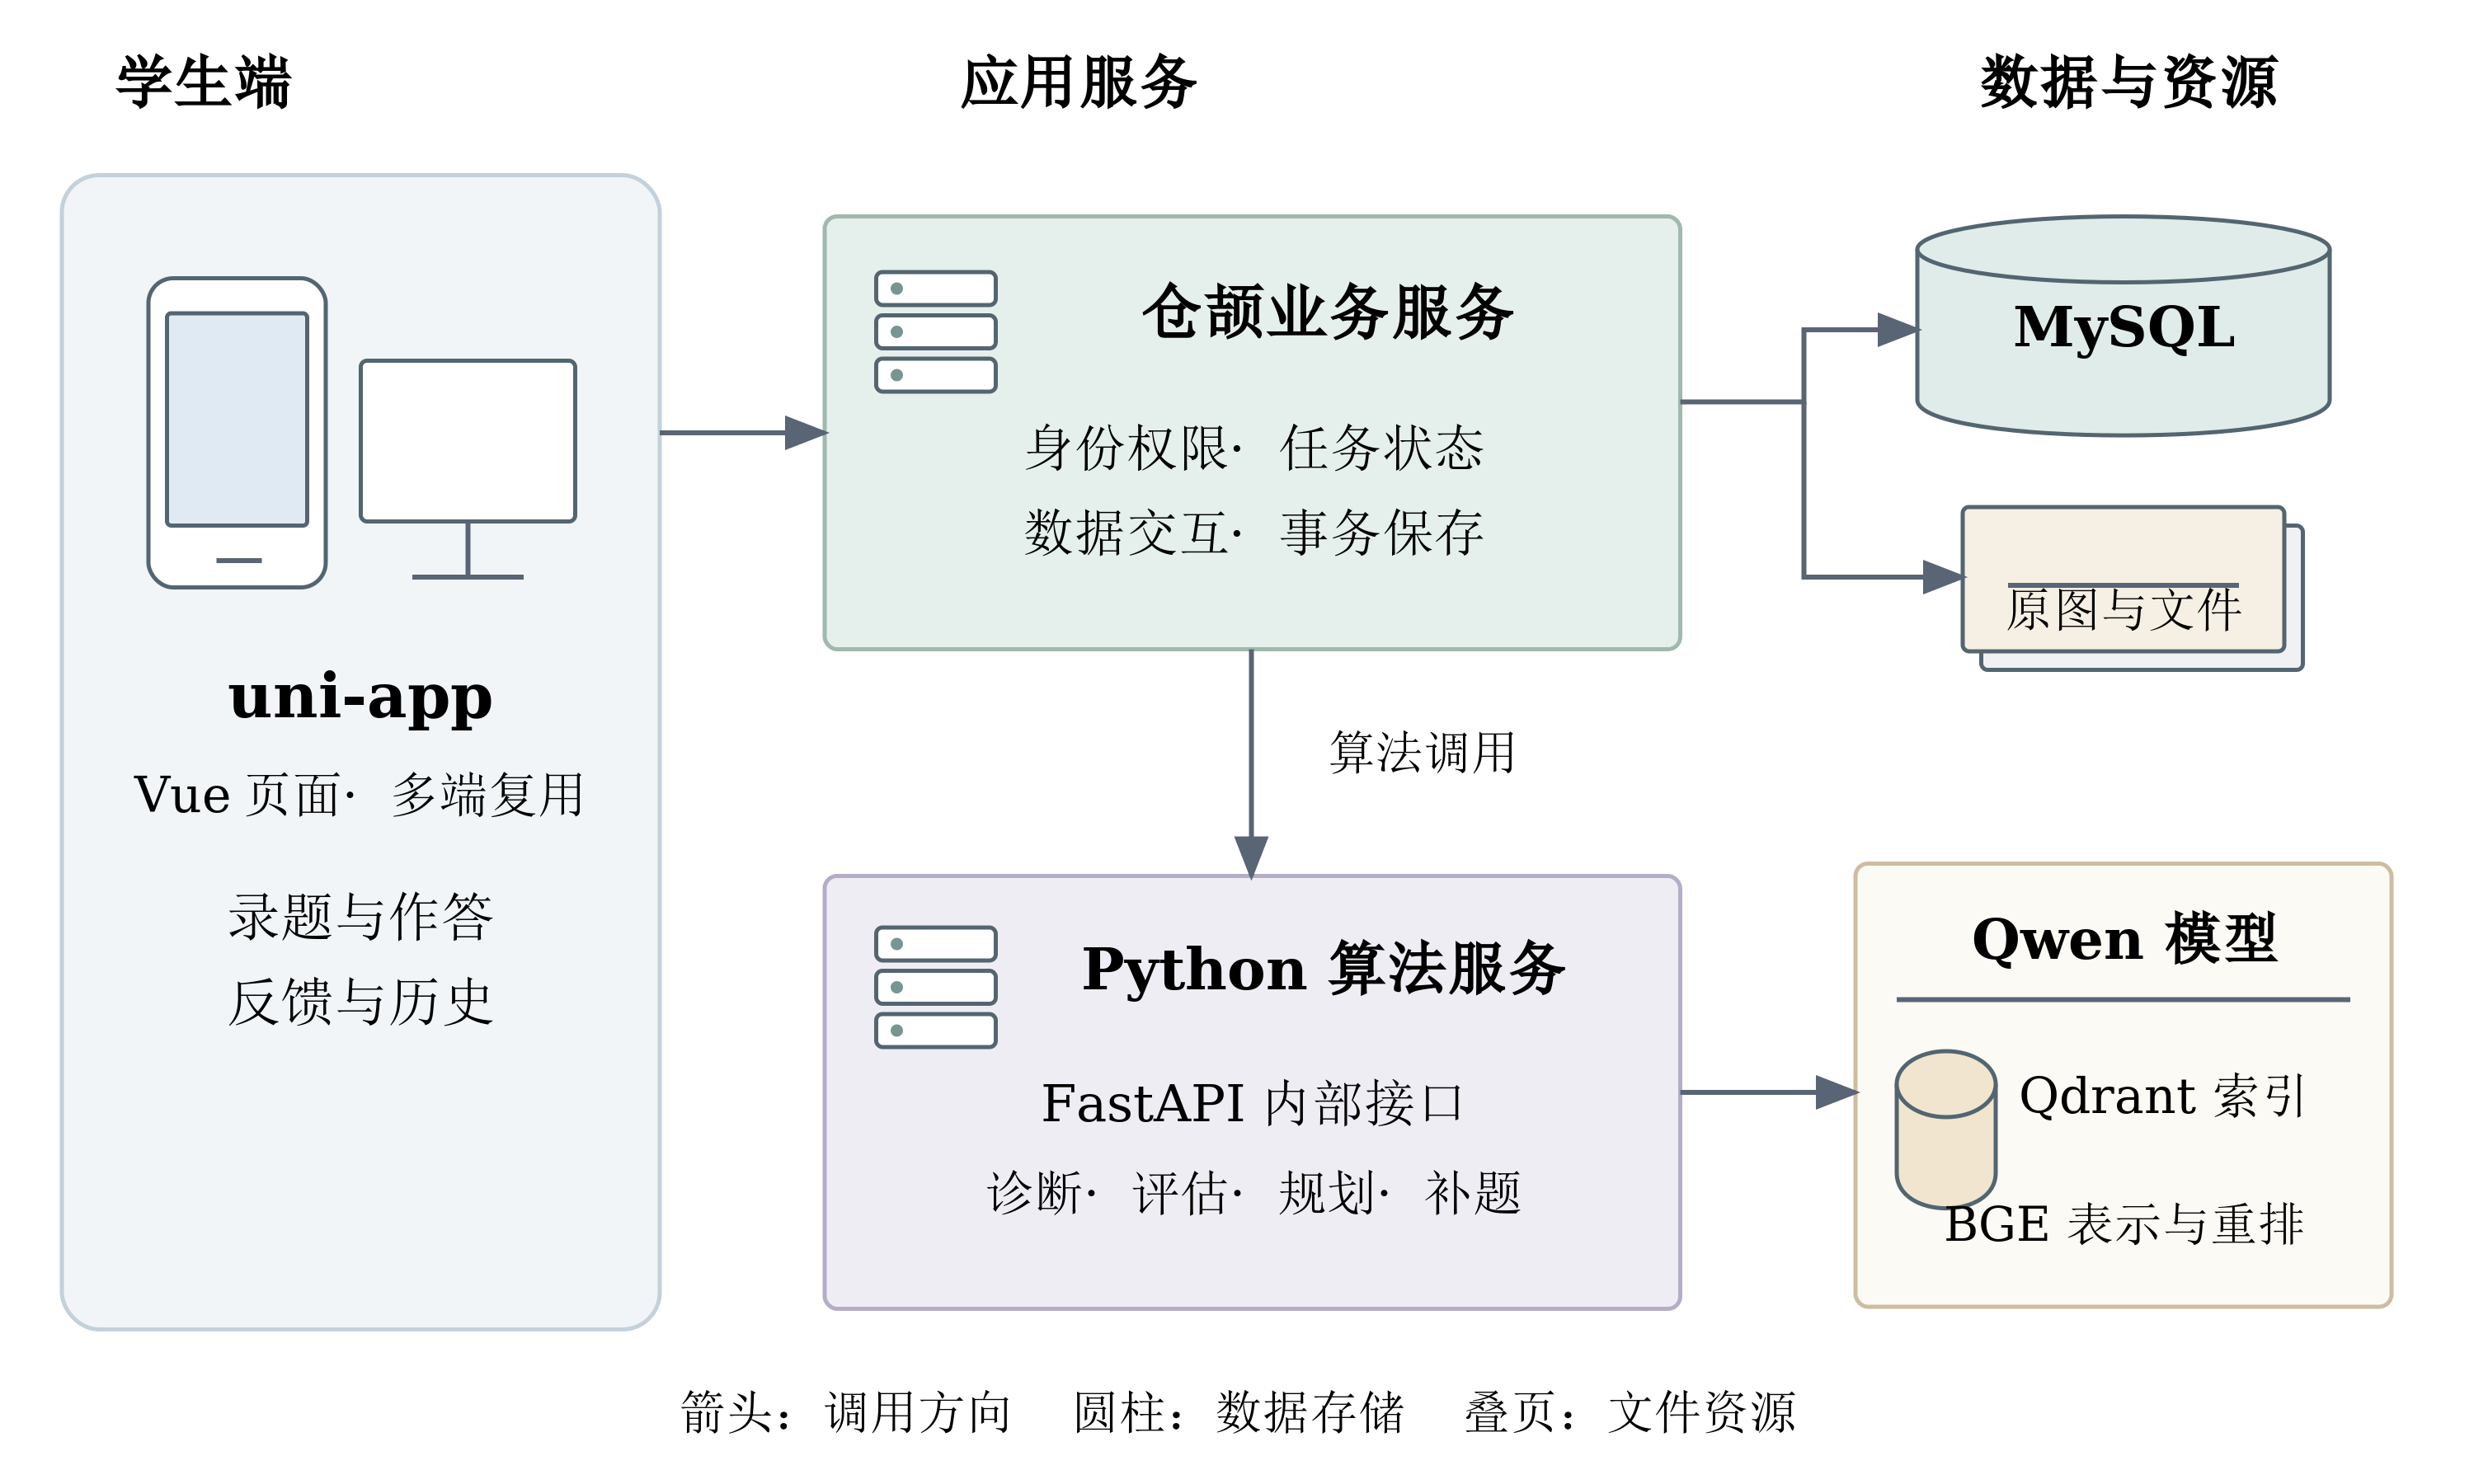 学生端
应用服务
数据与资源
uni-app
Vue 页面· 多端复用
录题与作答
反馈与历史
仓颉业务服务
身份权限· 任务状态
数据交互· 事务保存
算法调用
Python 算法服务
FastAPI 内部接口
诊断· 评估· 规划· 补题
MySQL
原图与文件
Qwen 模型
Qdrant 索引
BGE 表示与重排
箭头：调用方向 圆柱：数据存储 叠页：文件资源